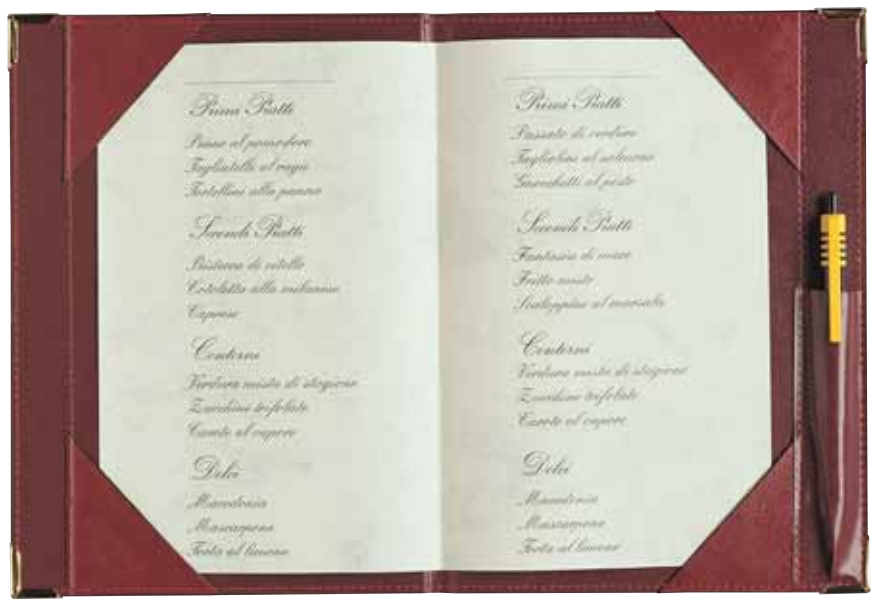 Primi Piatti
Penne al pomodoro
Tagliatelle al ragu
Tortellini alla panna
Secondi Piatti
Bistecca di vitello
Cotoletta alla milanese
Caprese
Contorni
Verdura mista di stagione
Zucchine trifolate
Carote al vapore
Dolci
Macedonia
Mascarpone
Torta al limone
Primi Piatti
Passato di verdure
Taglioline al salmone
Gnocchetti al pesto
Secondi Piatti
Fantasia di mare
Fritto misto
Scaloppine al marsala
Contorni
Verdura mista di stagione
Zucchine trifolate
Carote al vapore
Dolci
Macedonia
Mascarpone
Torta al limone